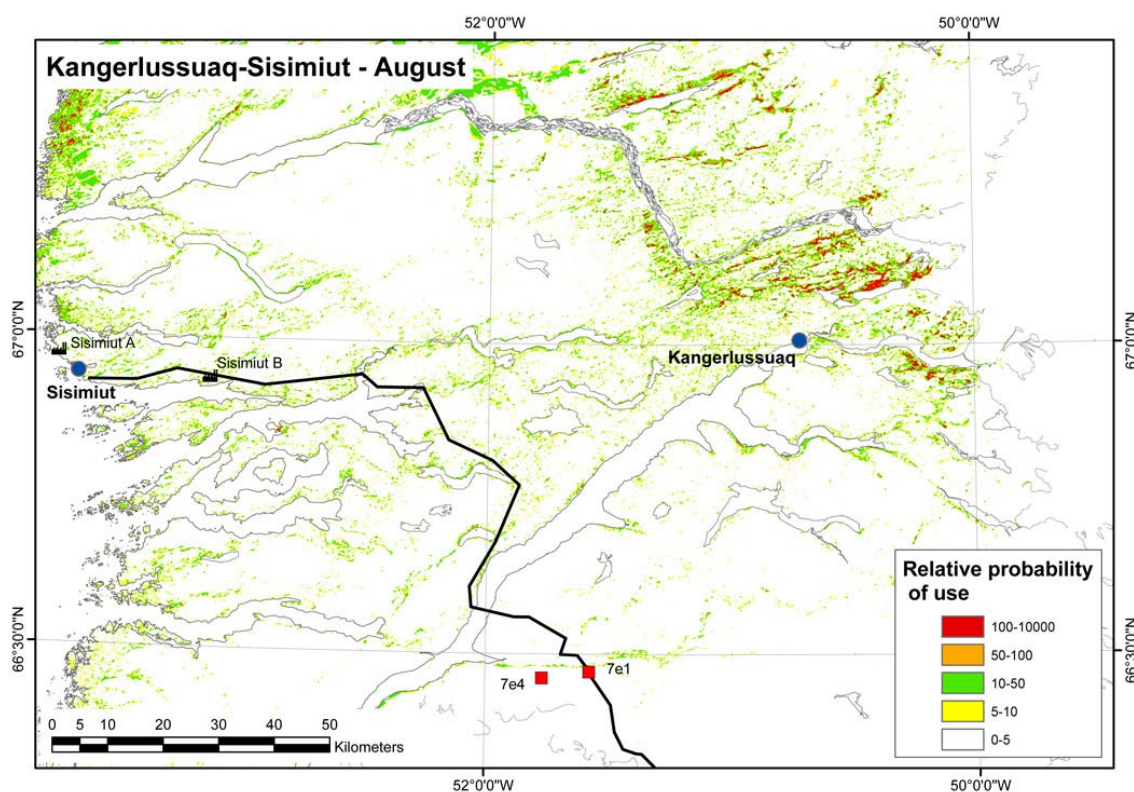 52°0'0"W
50°0'0"W
Kangerlussuaq-Sisimiut - August
67°0'0"N
67°0'0"N
Sisimiut A
Kangerlussuaq
Sisimiut B
Sisimiut
Relative probability
of use
100-10000
50-100
10-50
5-10
0-5
66°30'0"N
66°30'0"N
7e1
7e4
0 5 10 20 30 40 50
Kilometers
52°0'0"W
50°0'0"W